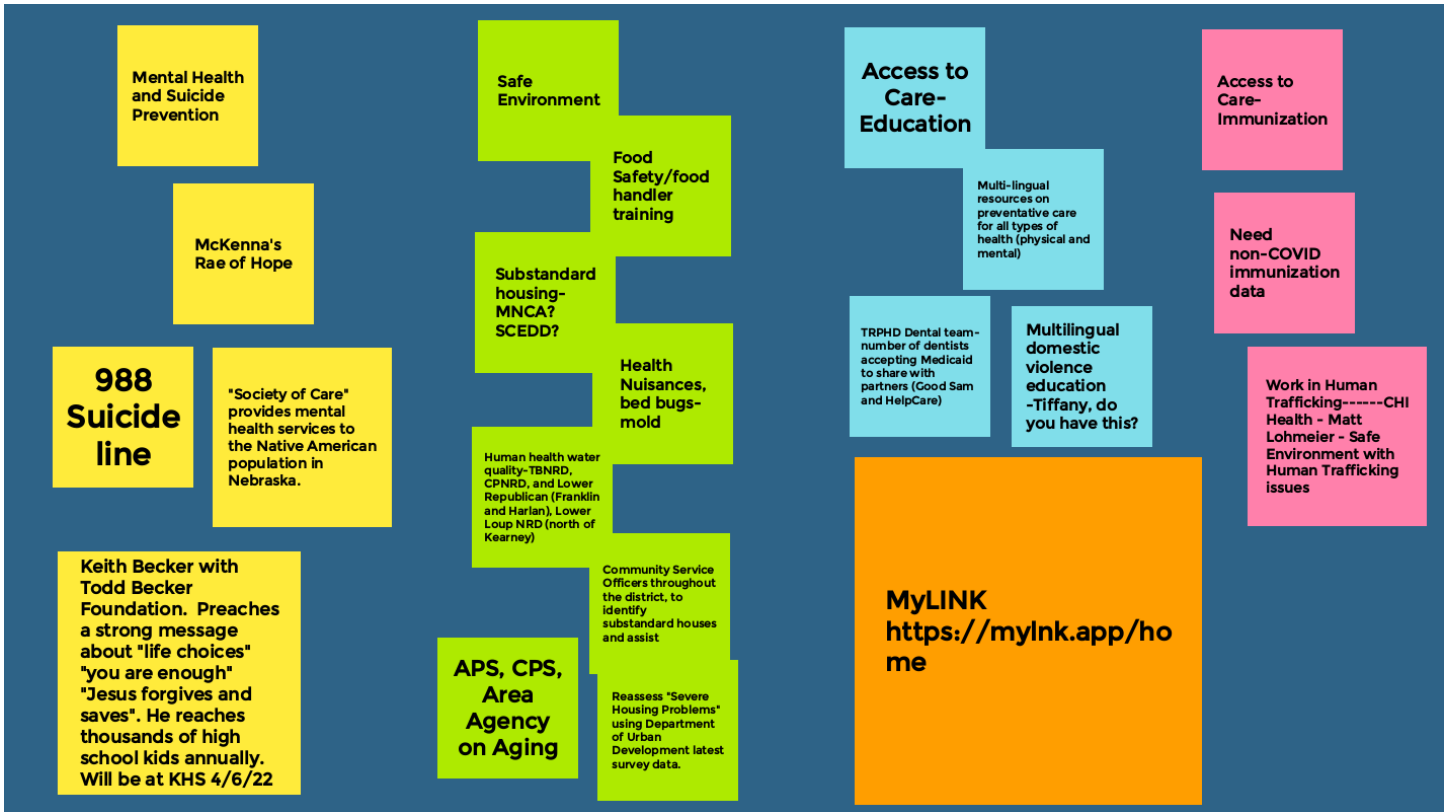 Mental Health
and Suicide
Prevention
McKenna's
Rae of Hope
988
Suicide
line
"Society of Care"
provides mental
health services to
the Native American
population in
Nebraska.
Keith Becker with
Todd Becker
Foundation.  Preaches
a strong message
about "life choices"
"you are enough"
"Jesus forgives and
saves". He reaches
thousands of high
school kids annually.
Will be at KHS 4/6/22
Safe
Environment
Food
Safety/food
handler
training
Substandard
housing-
MNCA?
SCEDD?
Health
Nuisances,
bed bugs-
mold
Human health water
quality-TBNRD,
CPNRD, and Lower
Republican (Franklin
and Harlan), Lower
Loup NRD (north of
Kearney)
Community Service
Officers throughout
the district, to
identify
substandard houses
and assist
APS, CPS,
Area
Agency
on Aging
Reassess "Severe
Housing Problems"
using Department
of Urban
Development latest
survey data.
Access to
Care-
Education
Multi-lingual
resources on
preventative care
for all types of
health (physical and
mental)
TRPHD Dental team-
number of dentists
accepting Medicaid
to share with
partners (Good Sam
and HelpCare)
Multilingual
domestic
violence
education
-Tiffany, do
you have this?
MyLINK
https://mylnk.app/ho
me
Access to
Care-
Immunization
Need
non-COVID
immunization
data
Work in Human
Trafficking------CHI
Health - Matt
Lohmeier - Safe
Environment with
Human Trafficking
issues